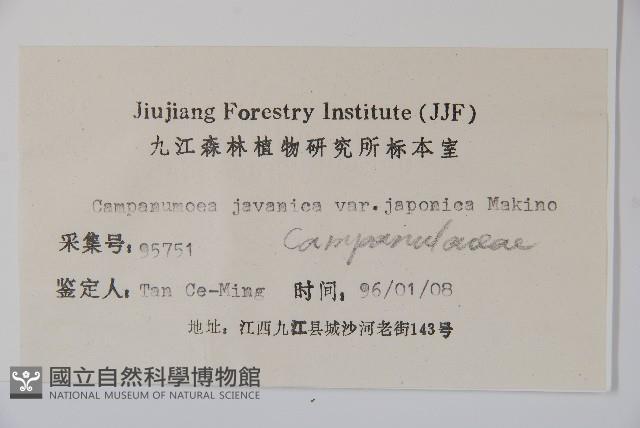 Jiujiang Forestry Institute (JJF)
九江森林植物研究所标本室
Campanumoea javanica var. japonica Makino
采集号: 95751 Campanulaceae
鉴定人: Tan Ce-Ming 时间: 96/01/08
地址: 江西九江县城沙河老街143号
國立自然科學博物館
NATIONAL MUSEUM OF NATURAL SCIENCE